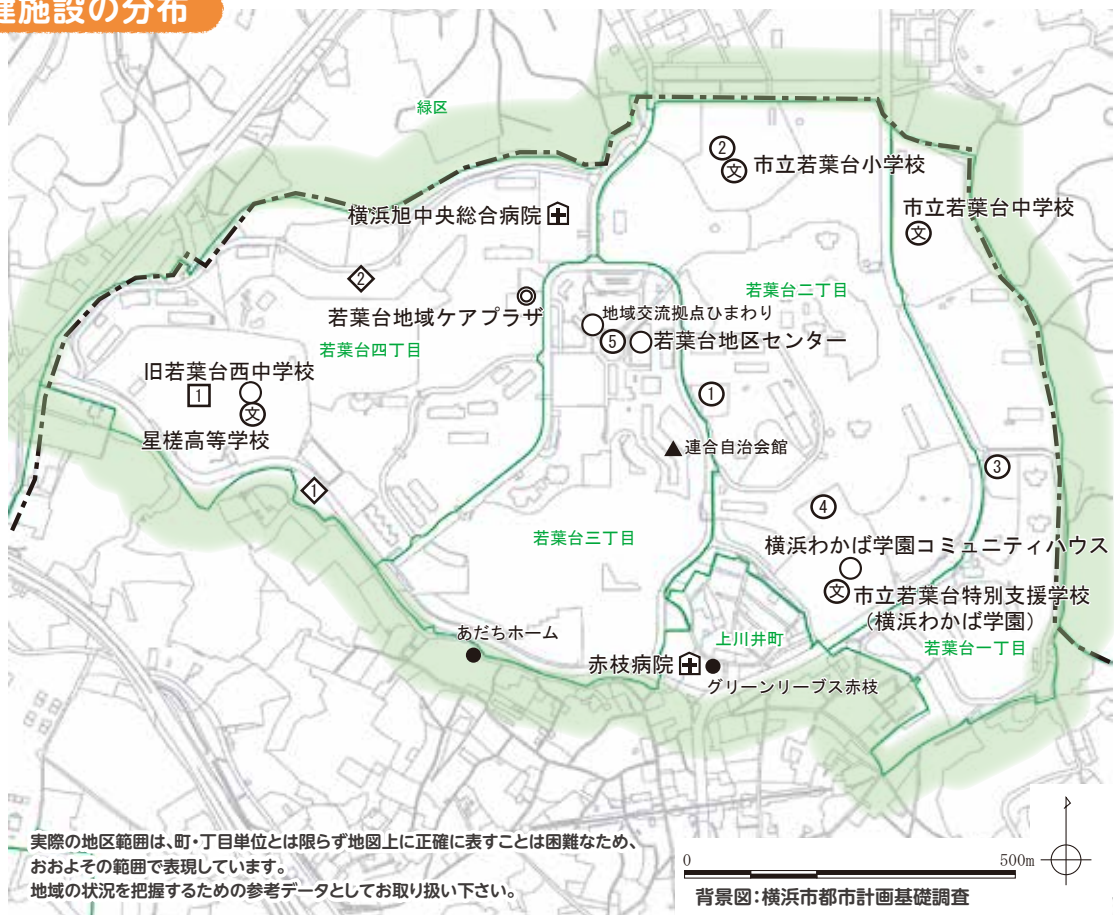 施設の分布
緑区
②
文 市立若葉台小学校
市立若葉台中学校
文
横浜旭中央総合病院
2
若葉台二丁目
若葉台地域ケアプラザ
地域交流拠点ひまわり
⑤ 若葉台地区センター
若葉台四丁目
旧若葉台西中学校
1
文
星槎高等学校
①
連合自治会館
③
1
④
若葉台三丁目
横浜わかば学園コミュニティハウス
文 市立若葉台特別支援学校
(横浜わかば学園)
あだちホーム
上川井町
若葉台一丁目
赤枝病院
グリーンリーブス赤枝
実際の地区範囲は、町・丁目単位とは限らず地図上に正確に表すことは困難なため、
おおよその範囲で表現しています。
地域の状況を把握するための参考データとしてお取り扱い下さい。
0 500m
背景図:横浜市都市計画基礎調査